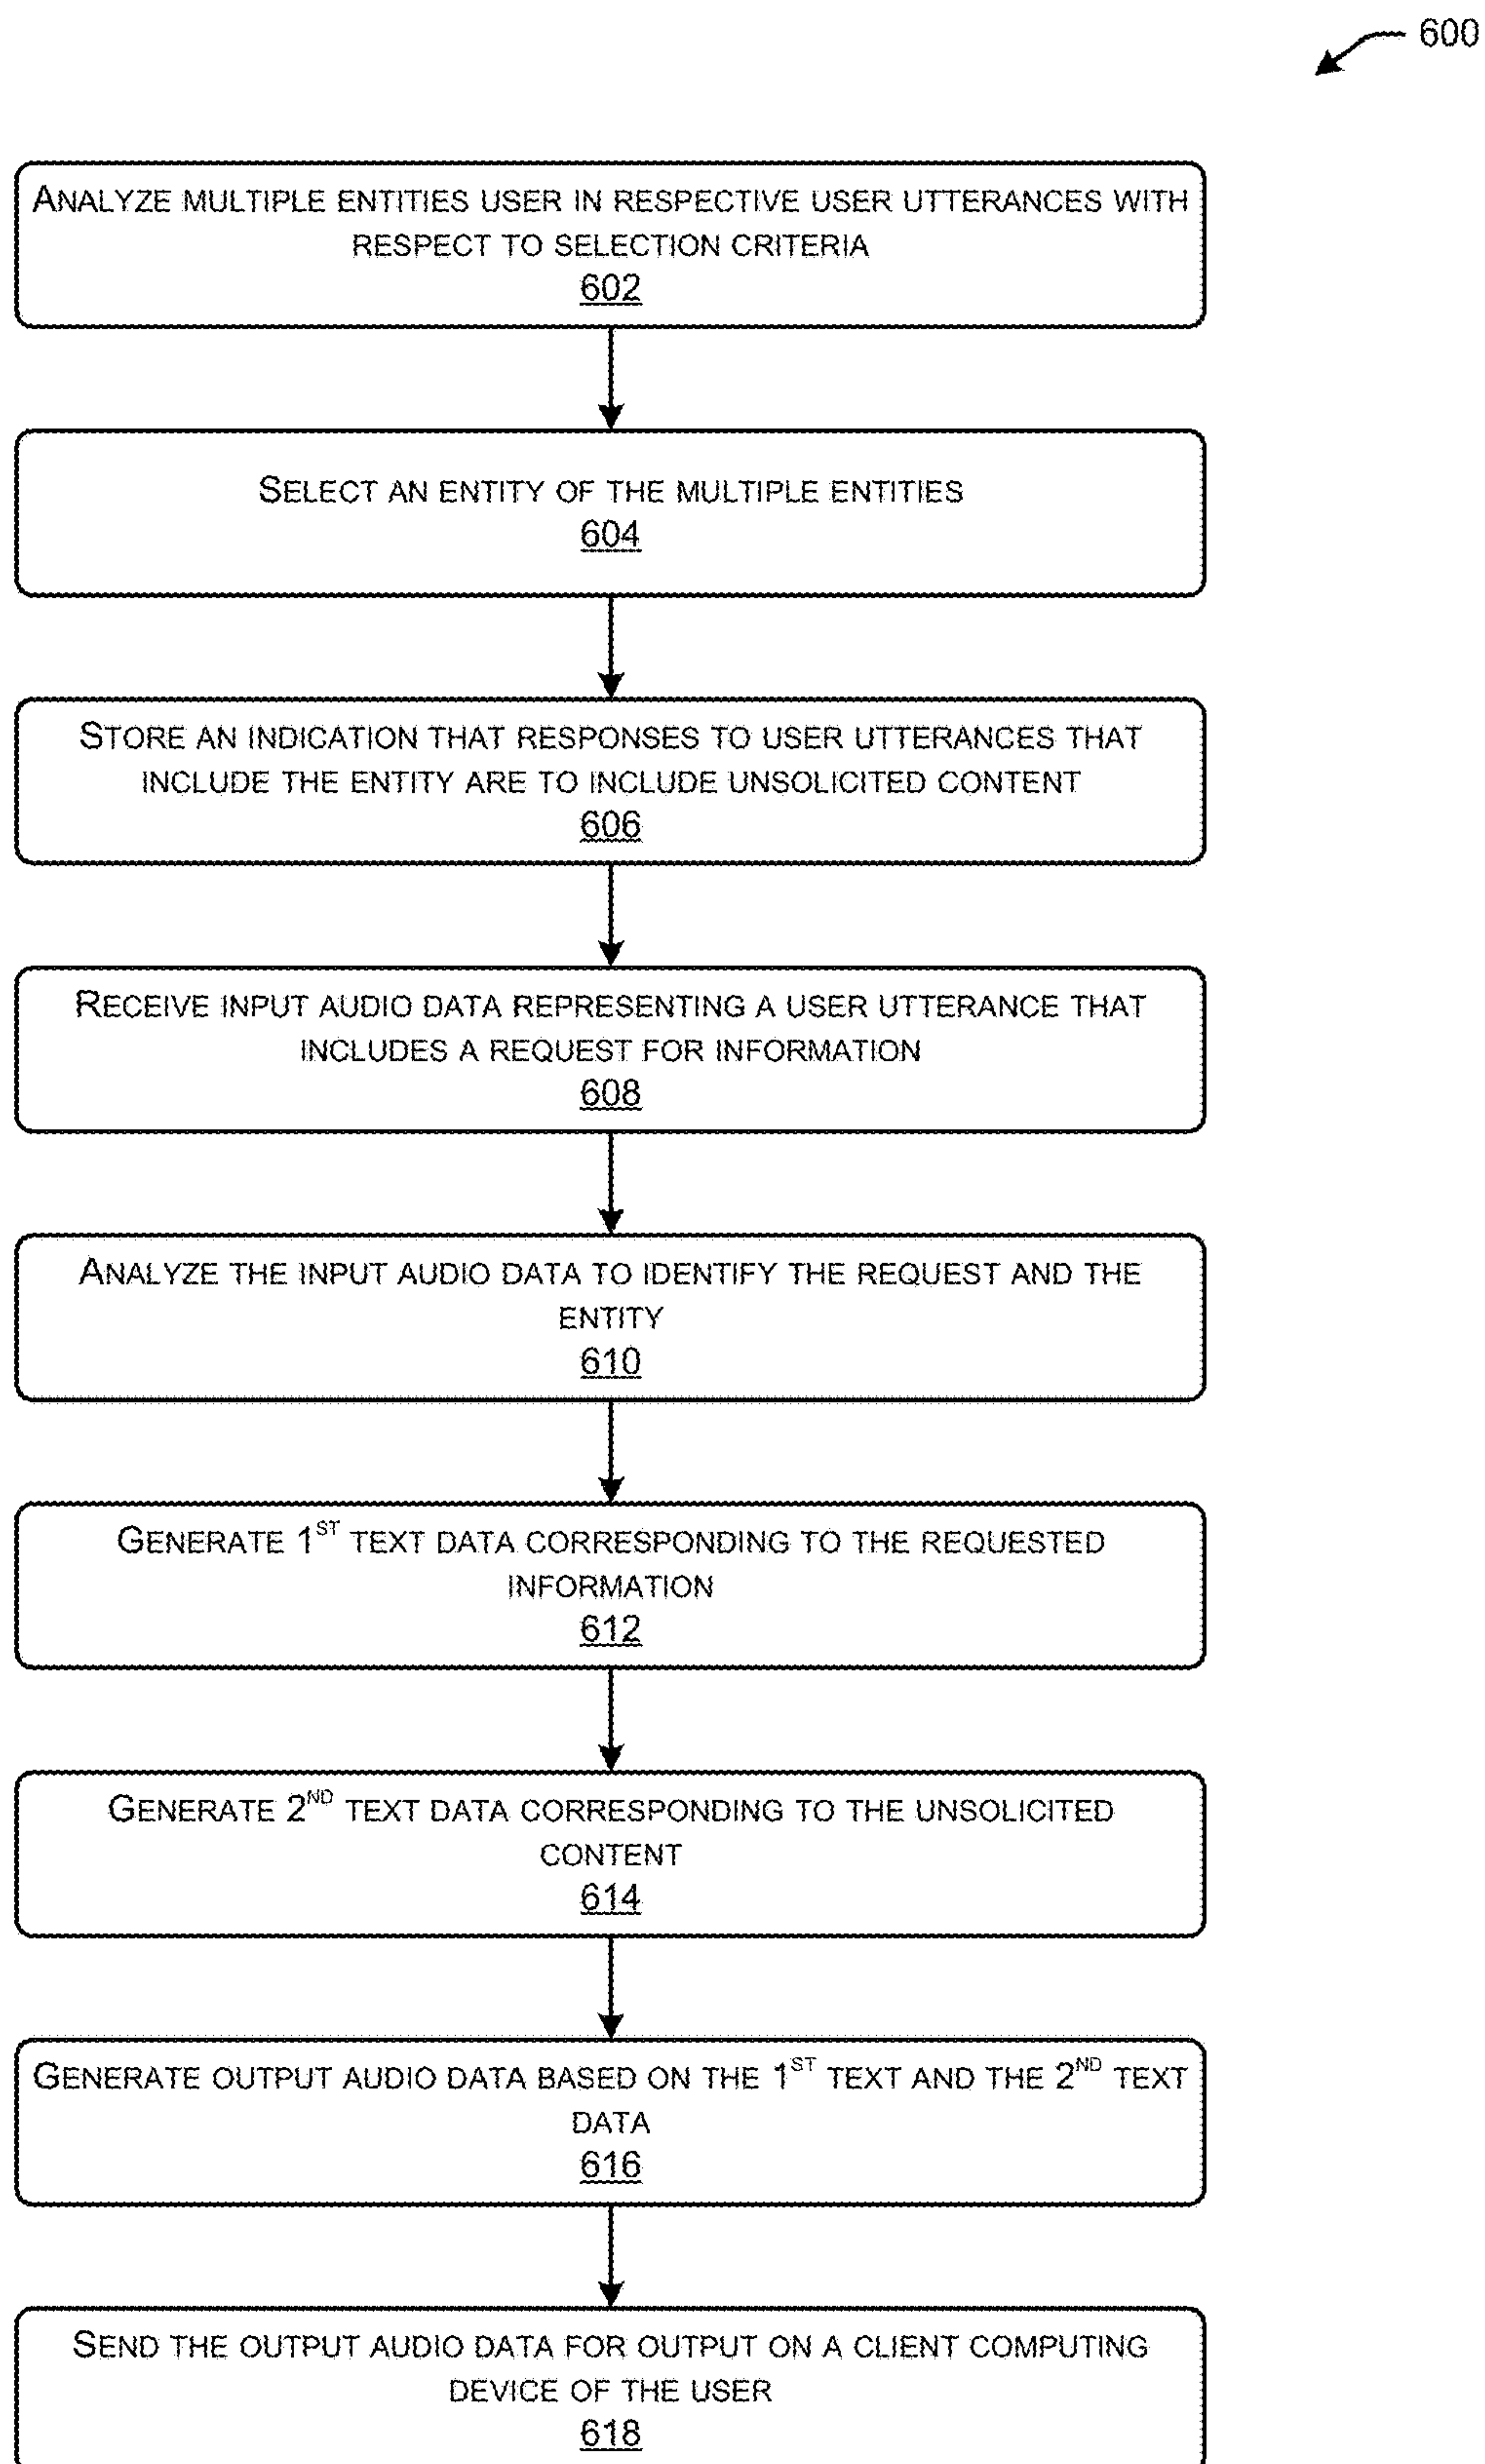 600
ANALYZE MULTIPLE ENTITIES USER IN RESPECTIVE USER UTTERANCES WITH
RESPECT TO SELECTION CRITERIA
602
SELECT AN ENTITY OF THE MULTIPLE ENTITIES
604
STORE AN INDICATION THAT RESPONSES TO USER UTTERANCES THAT
INCLUDE THE ENTITY ARE TO INCLUDE UNSOLICITED CONTENT
606
RECEIVE INPUT AUDIO DATA REPRESENTING A USER UTTERANCE THAT
INCLUDES A REQUEST FOR INFORMATION
608
ANALYZE THE INPUT AUDIO DATA TO IDENTIFY THE REQUEST AND THE
ENTITY
610
GENERATE 1ST TEXT DATA CORRESPONDING TO THE REQUESTED
INFORMATION
612
GENERATE 2ND TEXT DATA CORRESPONDING TO THE UNSOLICITED
CONTENT
614
GENERATE OUTPUT AUDIO DATA BASED ON THE 1ST TEXT AND THE 2ND TEXT
DATA
616
SEND THE OUTPUT AUDIO DATA FOR OUTPUT ON A CLIENT COMPUTING
DEVICE OF THE USER
618